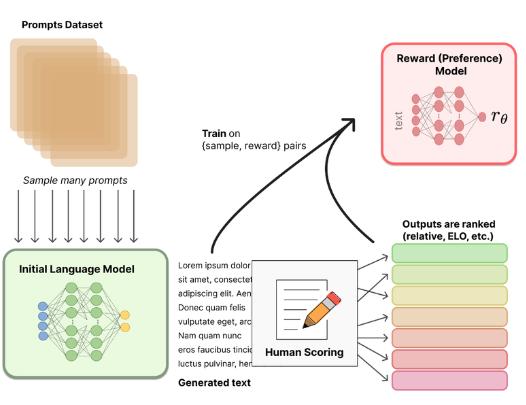 Prompts Dataset
Sample many prompts
Initial Language Model
Train on
{sample, reward} pairs
Reward (Preference)
Model
text
rθ
Lorem ipsum dolor
sit amet, consectet
adipiscing elit. Aen
Donec quam felis
vulputate eget, arc
Nam quam nunc
eros faucibus tincid
luctus pulvinar, her
Generated text
Human Scoring
Outputs are ranked
(relative, ELO, etc.)